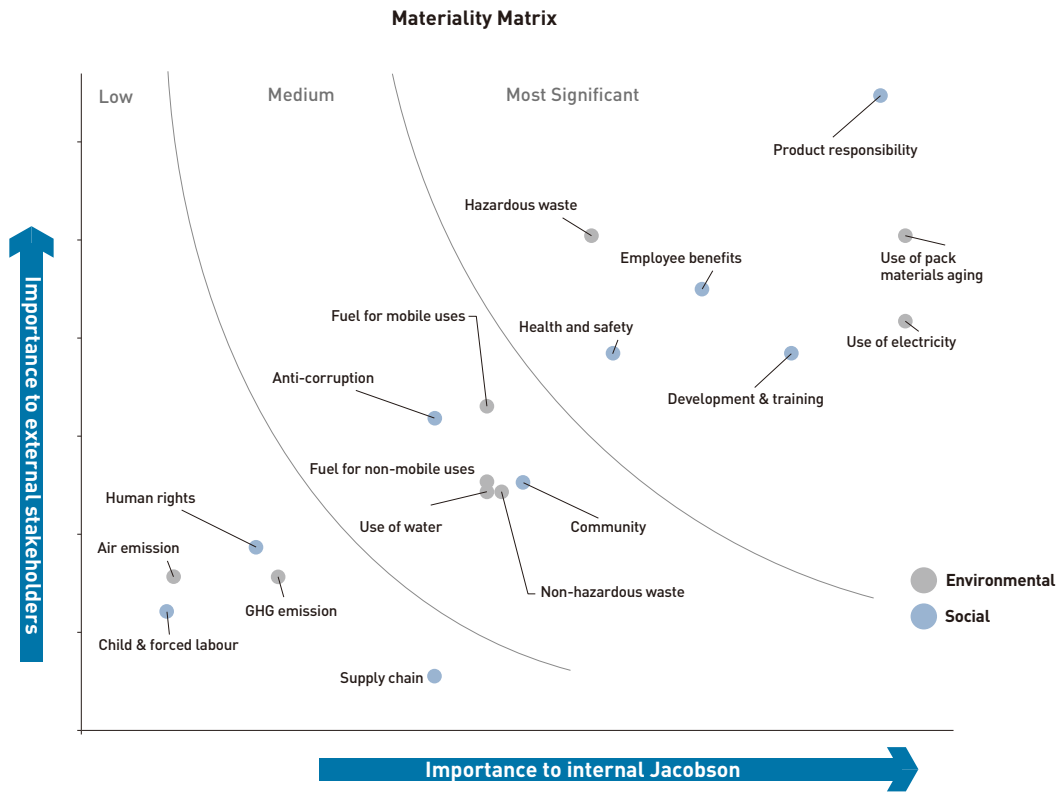 Materiality Matrix
Low
Medium
Most Significant
Product responsibility
Hazardous waste
Employee benefits
Use of pack
materials aging
Fuel for mobile uses
Health and safety
Use of electricity
Anti-corruption
Development & training
Fuel for non-mobile uses
Human rights
Use of water
Community
Air emission
Non-hazardous waste
GHG emission
Child & forced labour
Supply chain
Environmental
Social
Importance to external stakeholders
Importance to internal Jacobson